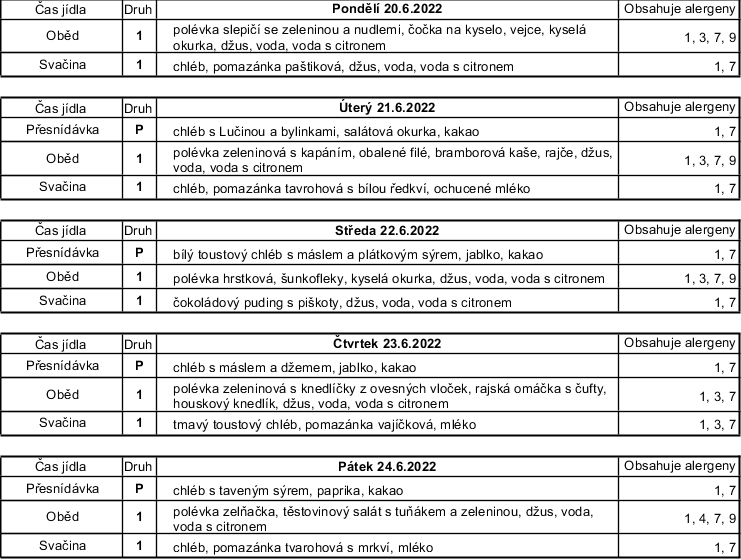 Čas jídla Druh Pondělí 20.6.2022 Obsahuje alergeny
Oběd 1 polévka slepičí se zeleninou a nudlemi, čočka na kyselo, vejce, kyselá
okurka, džus, voda, voda s citronem 1, 3, 7, 9
Svačina 1 chléb, pomazánka paštiková, džus, voda, voda s citronem 1, 7
Čas jídla Druh Úterý 21.6.2022 Obsahuje alergeny
Přesnídávka P chléb s Lučinou a bylinkami, salátová okurka, kakao 1, 7
Oběd 1 polévka zeleninová s kapáním, obalené filé, bramborová kaše, rajče, džus,
voda, voda s citronem 1, 3, 7, 9
Svačina 1 chléb, pomazánka tavrohová s bílou ředkví, ochucené mléko 1, 7
Čas jídla Druh Středa 22.6.2022 Obsahuje alergeny
Přesnídávka P bílý toustový chléb s máslem a plátkovým sýrem, jablko, kakao 1, 7
Oběd 1 polévka hrstková, šunkofleky, kyselá okurka, džus, voda, voda s citronem 1, 3, 7, 9
Svačina 1 čokoládový puding s piškoty, džus, voda, voda s citronem 1, 7
Čas jídla Druh Čtvrtek 23.6.2022 Obsahuje alergeny
Přesnídávka P chléb s máslem a džemem, jablko, kakao 1, 7
Oběd 1 polévka zeleninová s knedlíčky z ovesných vloček, rajská omáčka s čufty,
houskový knedlík, džus, voda, voda s citronem 1, 3, 7
Svačina 1 tmavý toustový chléb, pomazánka vajíčková, mléko 1, 3, 7
Čas jídla Druh Pátek 24.6.2022 Obsahuje alergeny
Přesnídávka P chléb s taveným sýrem, paprika, kakao 1, 7
Oběd 1 polévka zelňačka, těstovinový salát s tuňákem a zeleninou, džus, voda,
voda s citronem 1, 4, 7, 9
Svačina 1 chléb, pomazánka tvarohová s mrkví, mléko 1, 7